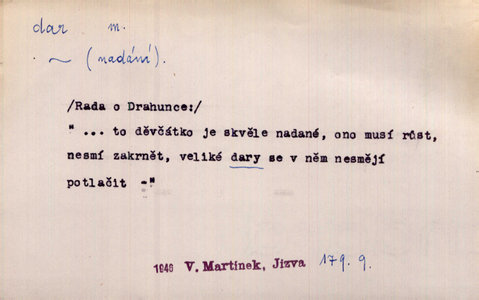 dar m.
. ~ (nadání).
/Rada o Drahunce:/
" ... to děvčátko je skvěle nadané, ono musí růst,
nesmí zakrnět, veliké dary se v něm nesmějí
potlačit -"
1946 V. Martínek, Jizva 179. 9.